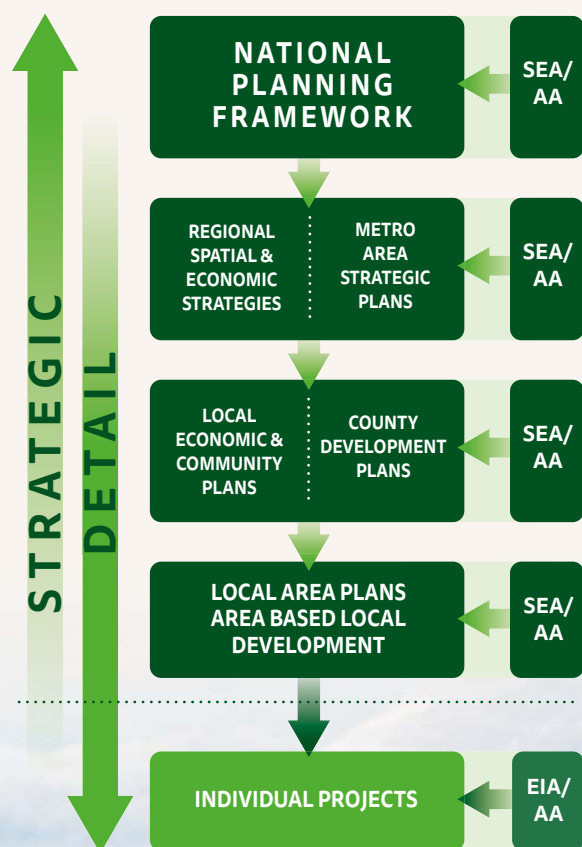 STRATEGIC
DETAIL
NATIONAL
PLANNING
FRAMEWORK
SEA/
AA
REGIONAL
SPATIAL &
ECONOMIC
STRATEGIES
METRO
AREA
STRATEGIC
PLANS
SEA/
AA
LOCAL
ECONOMIC &
COMMUNITY
PLANS
COUNTY
DEVELOPMENT
PLANS
SEA/
AA
LOCAL AREA PLANS
AREA BASED LOCAL
DEVELOPMENT
SEA/
AA
INDIVIDUAL PROJECTS
EIA/
AA